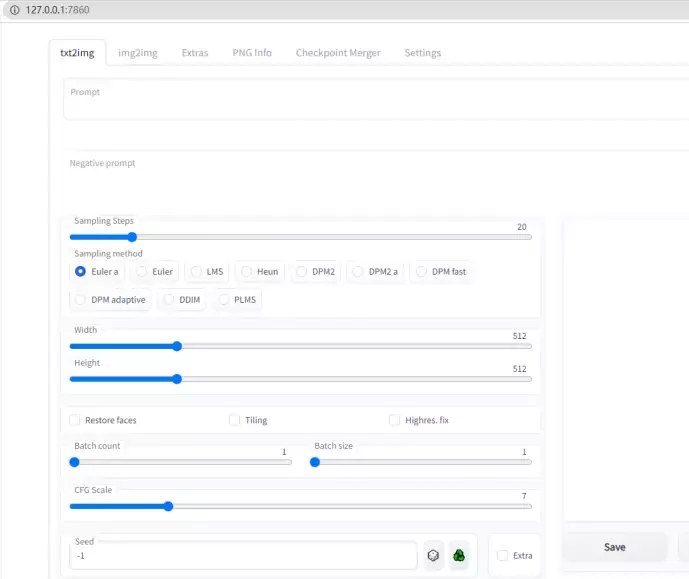 127.0.0.1:7860
txt2img img2img Extras PNG Info Checkpoint Merger Settings
Prompt
Negative prompt
Sampling Steps 20
Sampling method
Euler a Euler LMS Heun DPM2 DPM2 a DPM fast
DPM adaptive DDIM PLMS
Width 512
Height 512
Restore faces Tiling Highres. fix
Batch count 1 Batch size 1
CFG Scale 7
Seed
-1 Extra
Save